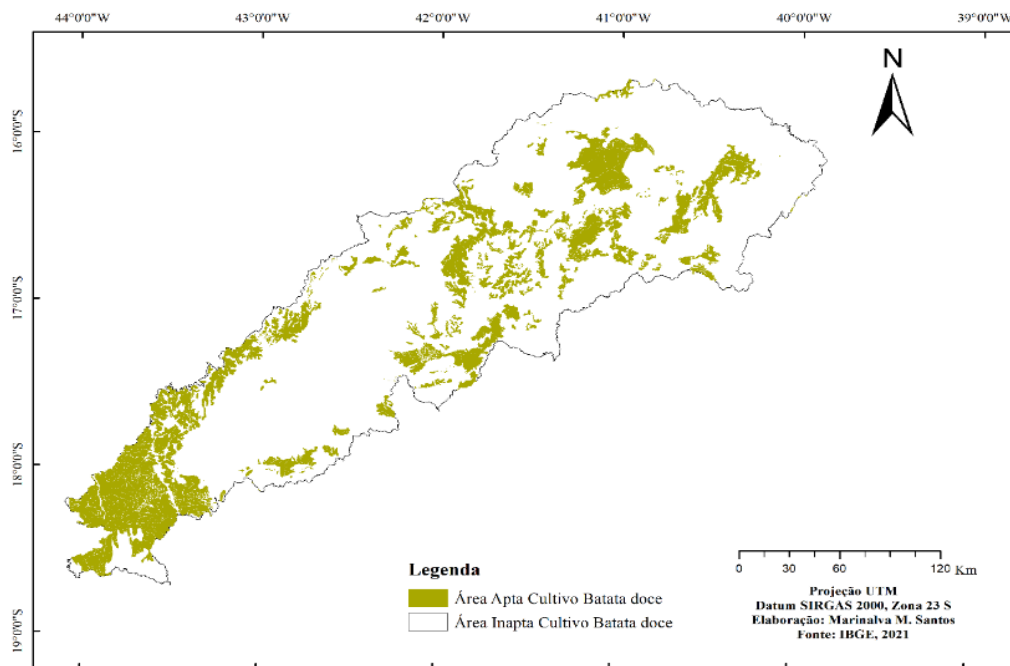 44°0'0"W 43°0'0"W 42°0'0"W 41°0'0"W 40°0'0"W 39°0'0"W
N
16°0'0"S
17°0'0"S
18°0'0"S
19°0'0"S
Legenda
Área Apta Cultivo Batata doce
Área Inapta Cultivo Batata doce
0 30 60 120 Km
Projeção UTM
Datum SIRGAS 2000, Zona 23 S
Elaboração: Marinalva M. Santos
Fonte: IBGE, 2021